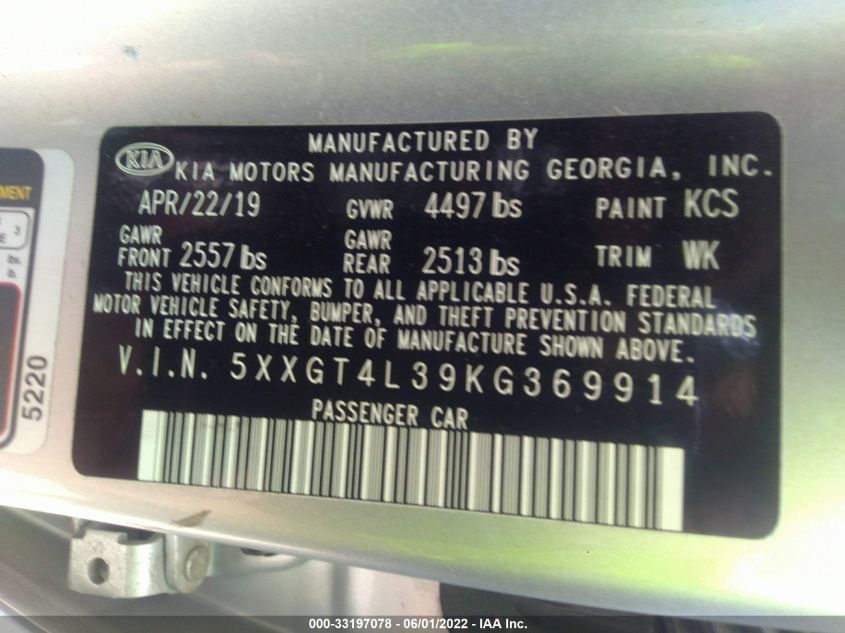 MANUFACTURED BY
KIA KIA MOTORS MANUFACTURING GEORGIA, INC.
APR/22/19 GVWR 4497 lbs PAINT KCS
GAWR FRONT 2557 lbs GAWR REAR 2513 lbs TRIM WK
THIS VEHICLE CONFORMS TO ALL APPLICABLE U.S.A. FEDERAL
MOTOR VEHICLE SAFETY, BUMPER, AND THEFT PREVENTION STANDARDS
IN EFFECT ON THE DATE OF MANUFACTURE SHOWN ABOVE.
V.I.N. 5XXGT4L39KG369914
PASSENGER CAR
3
lbs.
lb.
5220
000-33197078 - 06/01/2022 - IAA Inc.